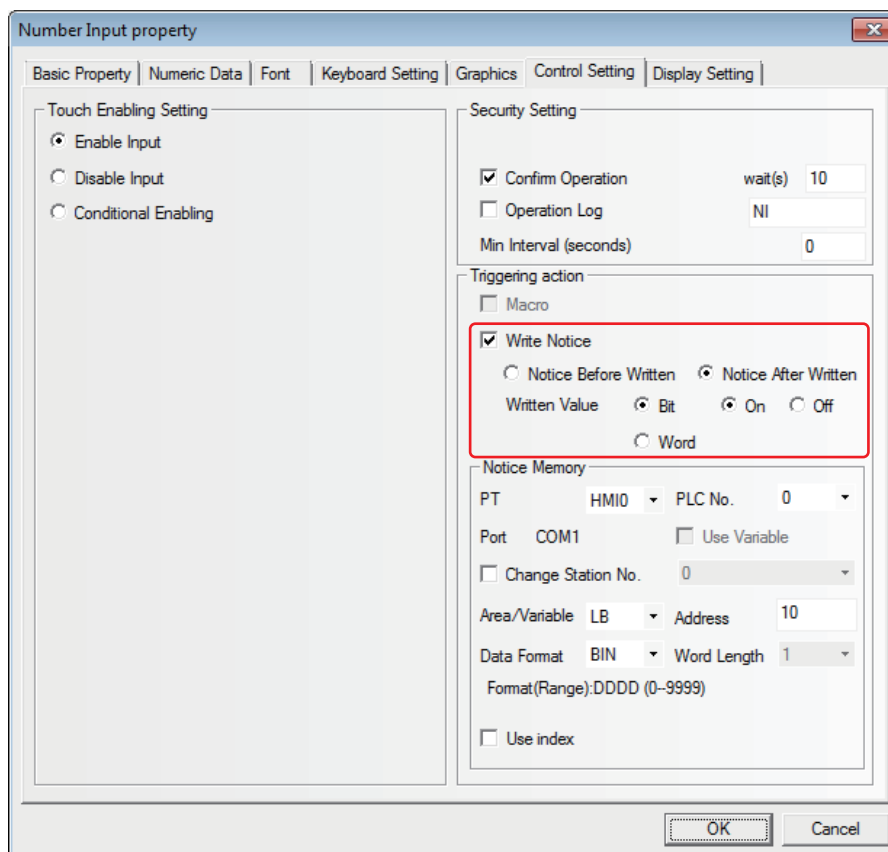 Number Input property
Basic Property Numeric Data Font Keyboard Setting Graphics Control Setting Display Setting
Touch Enabling Setting
Enable Input
Disable Input
Conditional Enabling
Security Setting
Confirm Operation wait(s) 10
Operation Log NI
Min Interval (seconds) 0
Triggering action
Macro
Write Notice
Notice Before Written Notice After Written
Written Value Bit On Off
Word
Notice Memory
PT HMI0 PLC No. 0
Port COM1 Use Variable
Change Station No. 0
Area/Variable LB Address 10
Data Format BIN Word Length 1
Format(Range):DDDD (0--9999)
Use index
OK Cancel